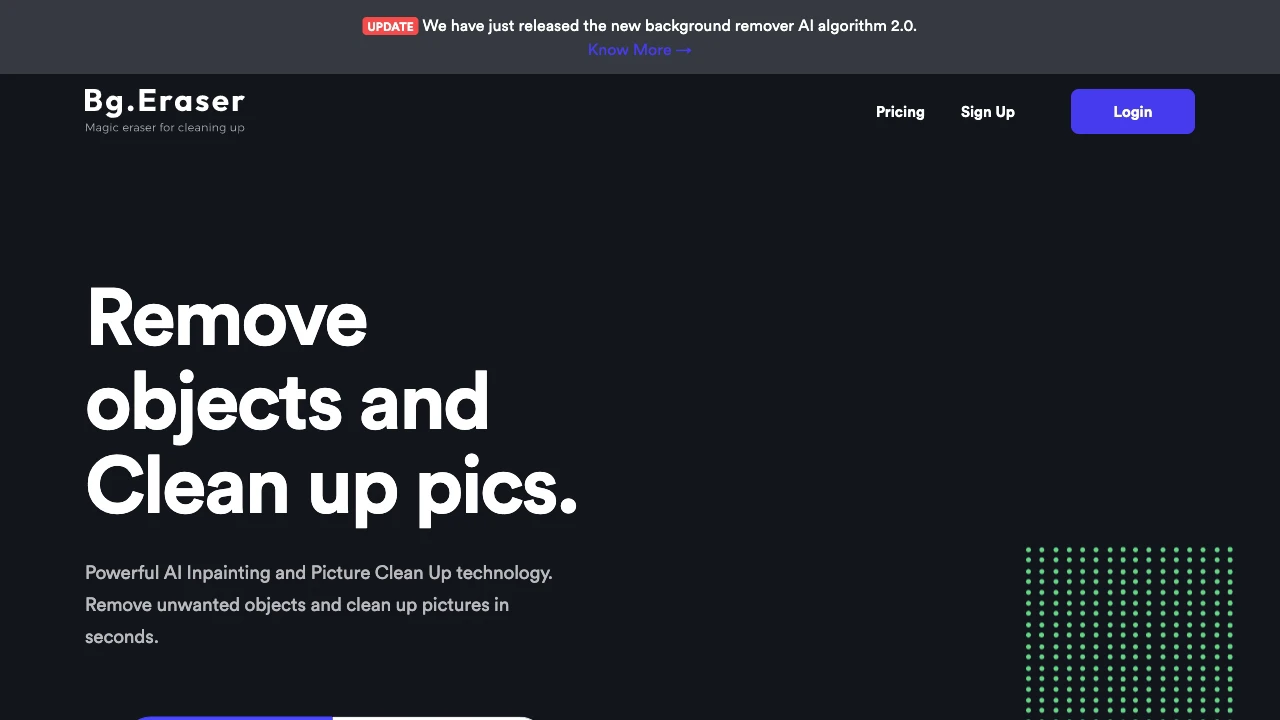 UPDATE We have just released the new background remover AI algorithm 2.0.
Know More →
Bg.Eraser
Magic eraser for cleaning up
Pricing
Sign Up
Login
Remove
objects and
Clean up pics.
Powerful AI Inpainting and Picture Clean Up technology.
Remove unwanted objects and clean up pictures in
seconds.